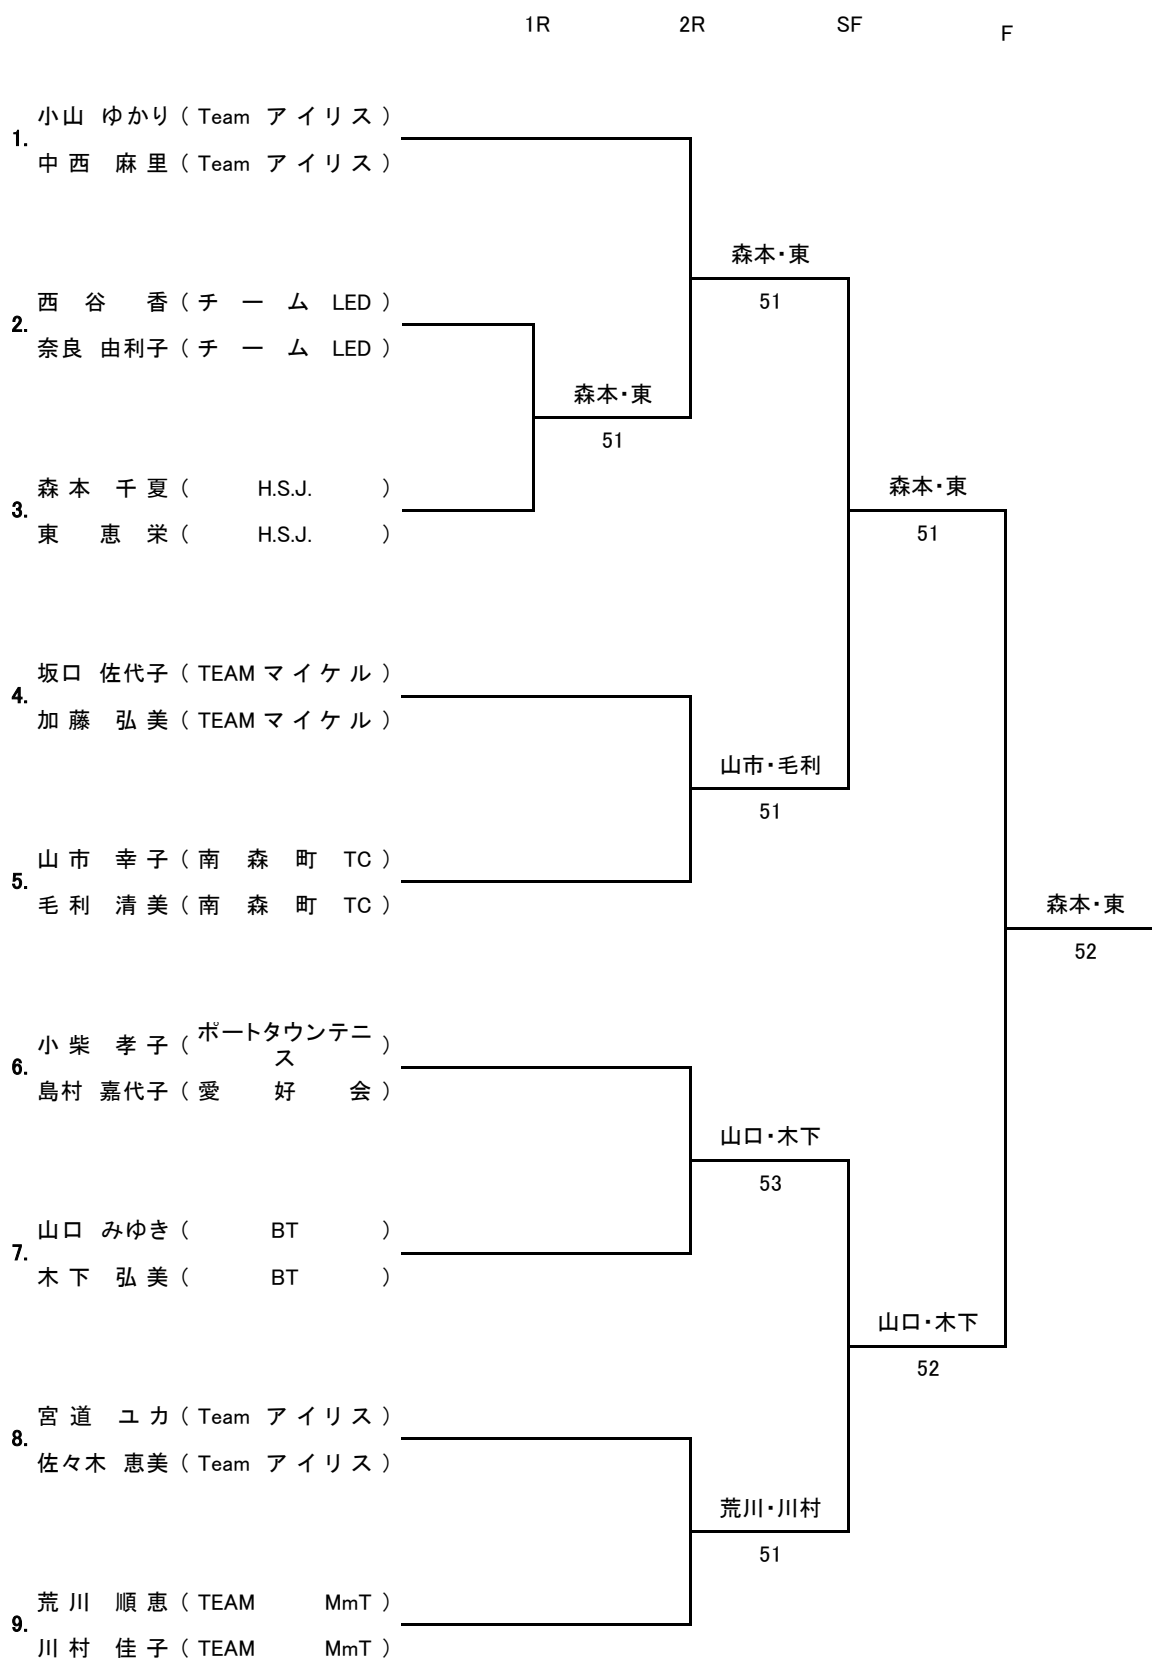 1R 2R SF F
小山 ゆかり ( Team アイリス )
1.
中西 麻里 ( Team アイリス )
森本・東
51
西谷 香 ( チーム LED )
2.
奈良 由利子 ( チーム LED )
森本・東
51
森本 千夏 ( H.S.J. )
3.
東 恵栄 ( H.S.J. )
森本・東
51
坂口 佐代子 ( TEAM マイケル )
4.
加藤 弘美 ( TEAM マイケル )
山市・毛利
51
山市 幸子 ( 南森町 TC )
5.
毛利 清美 ( 南森町 TC )
森本・東
52
小柴 孝子 ( ポートタウンテニス )
6.
島村 嘉代子 ( 愛好会 )
山口・木下
53
山口 みゆき ( BT )
7.
木下 弘美 ( BT )
山口・木下
52
宮道 ユカ ( Team アイリス )
8.
佐々木 恵美 ( Team アイリス )
荒川・川村
51
荒川 順恵 ( TEAM MmT )
9.
川村 佳子 ( TEAM MmT )